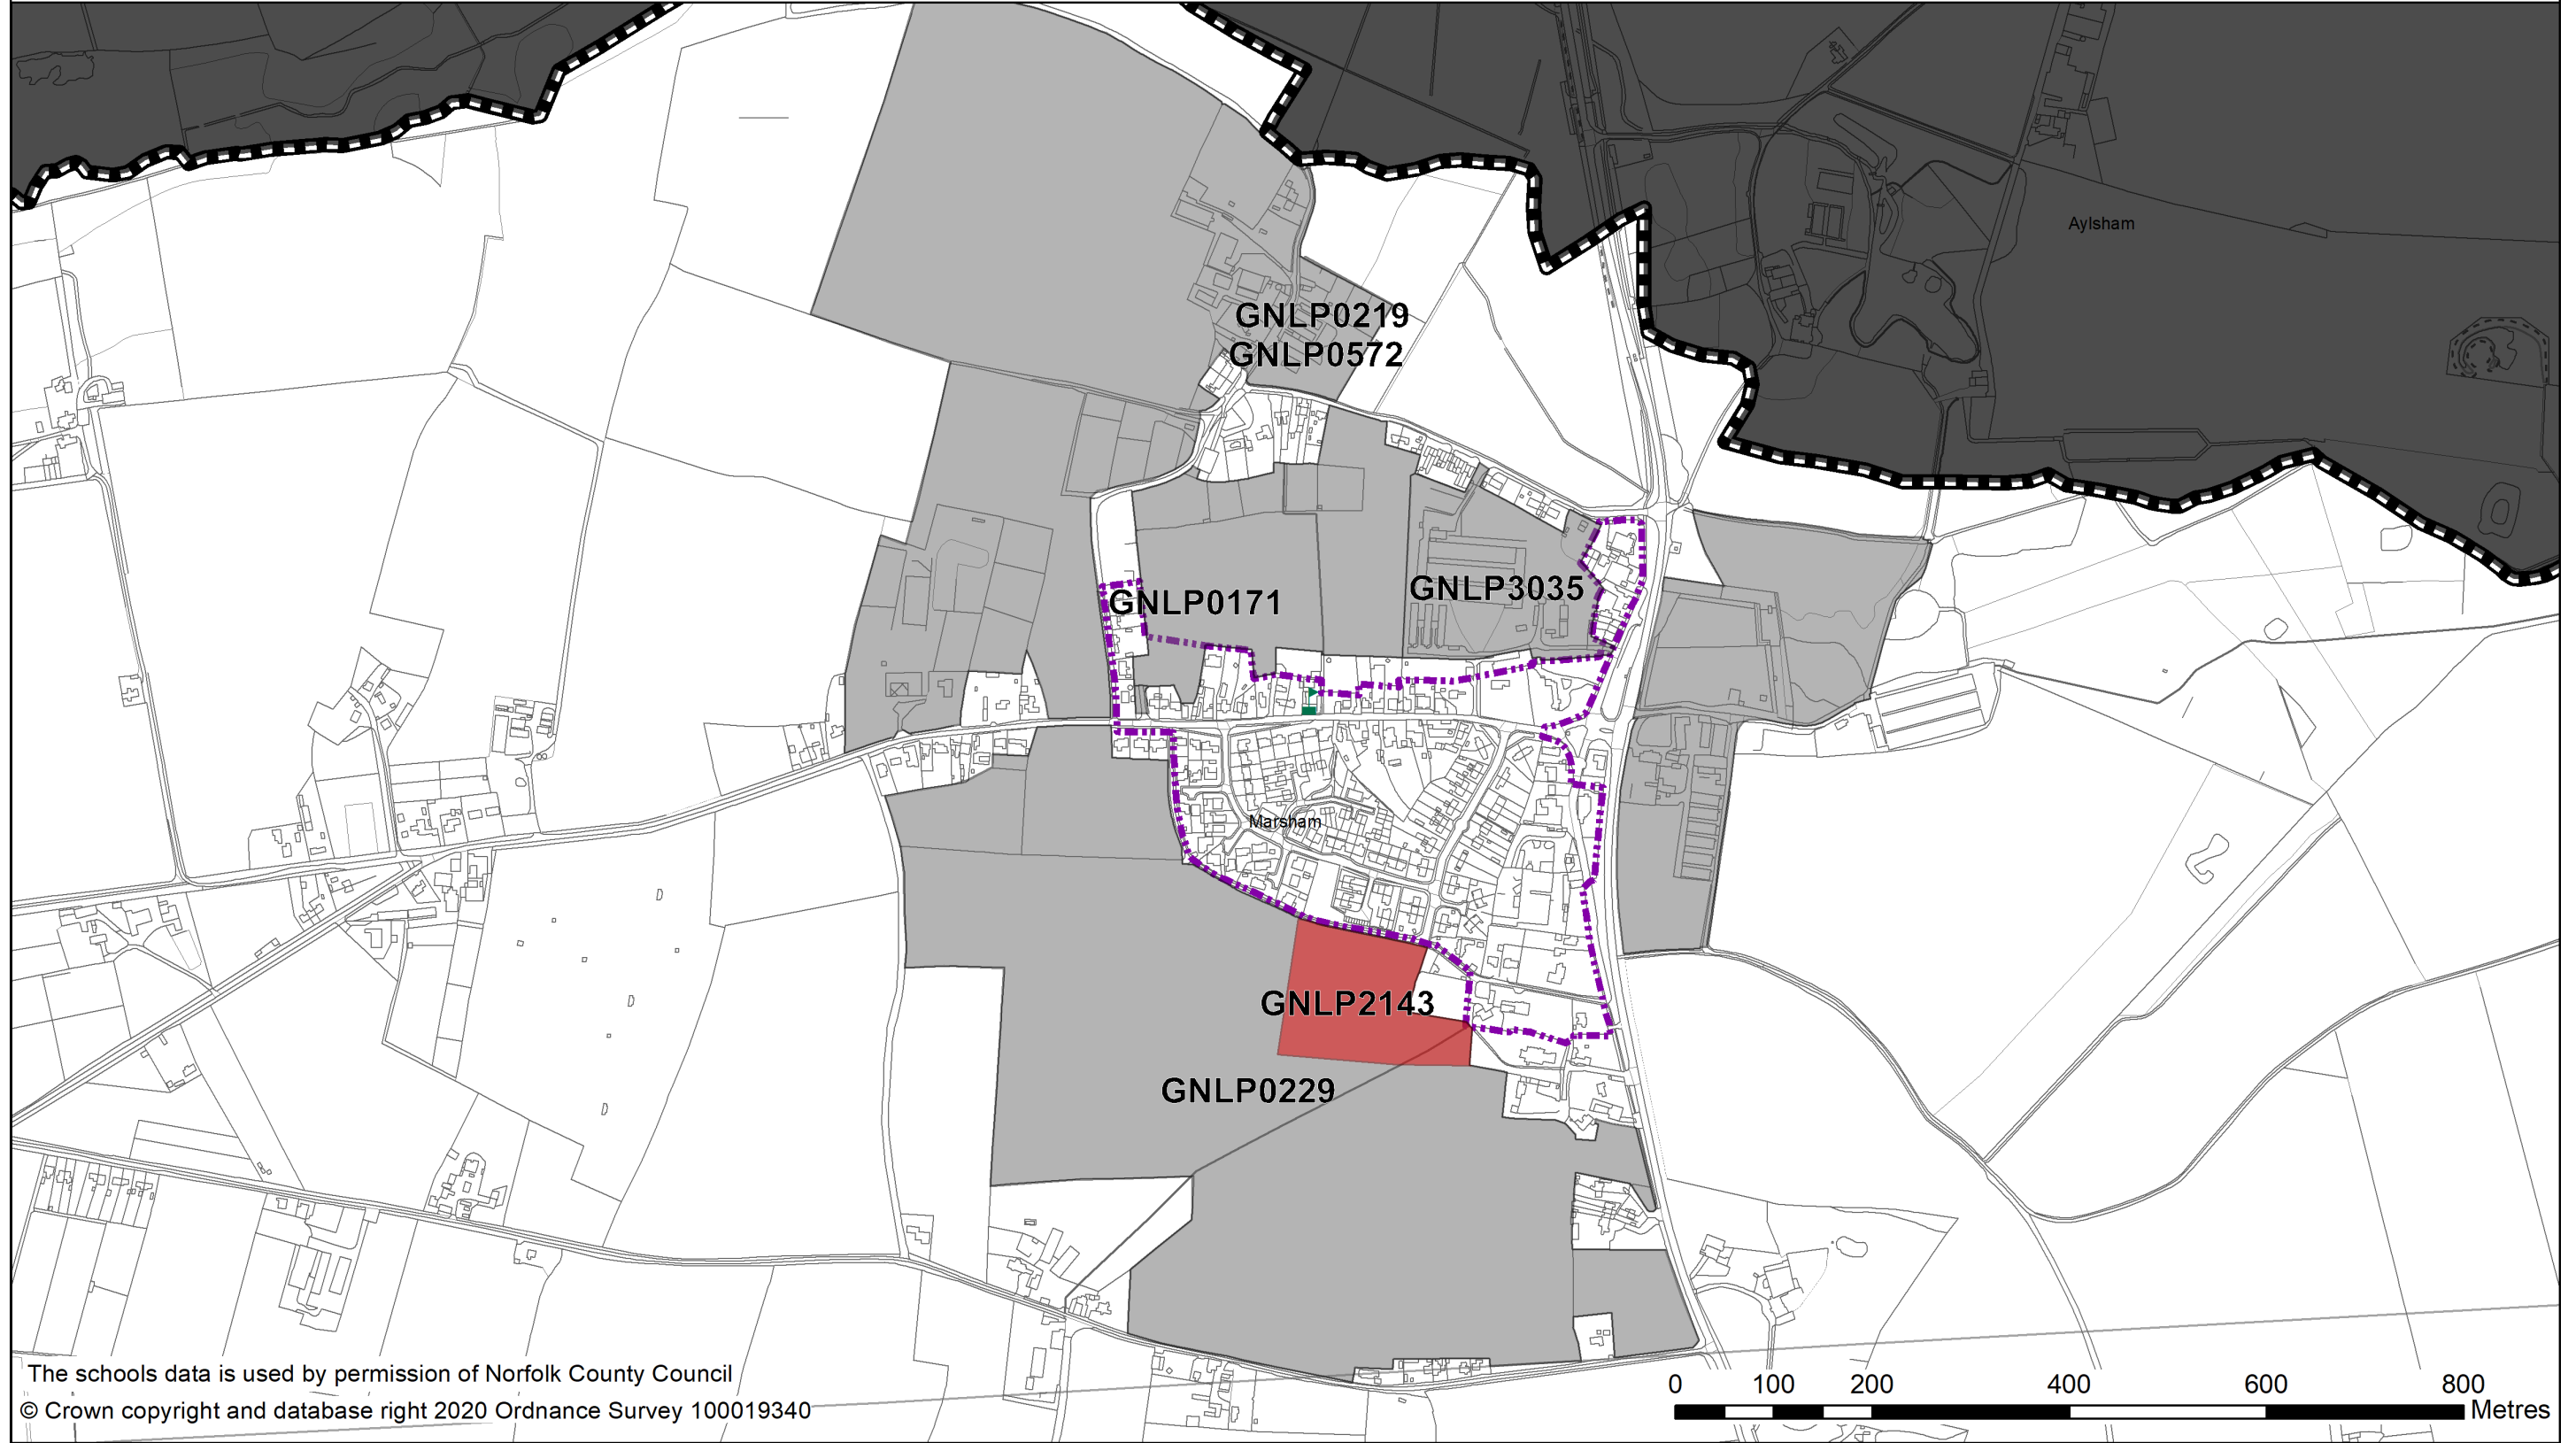 Aylsham
GNLP0219
GNLP0572
GNLP0171
GNLP3035
Marsham
GNLP2143
GNLP0229
The schools data is used by permission of Norfolk County Council
© Crown copyright and database right 2020 Ordnance Survey 100019340
0 100 200 400 600 800
Metres